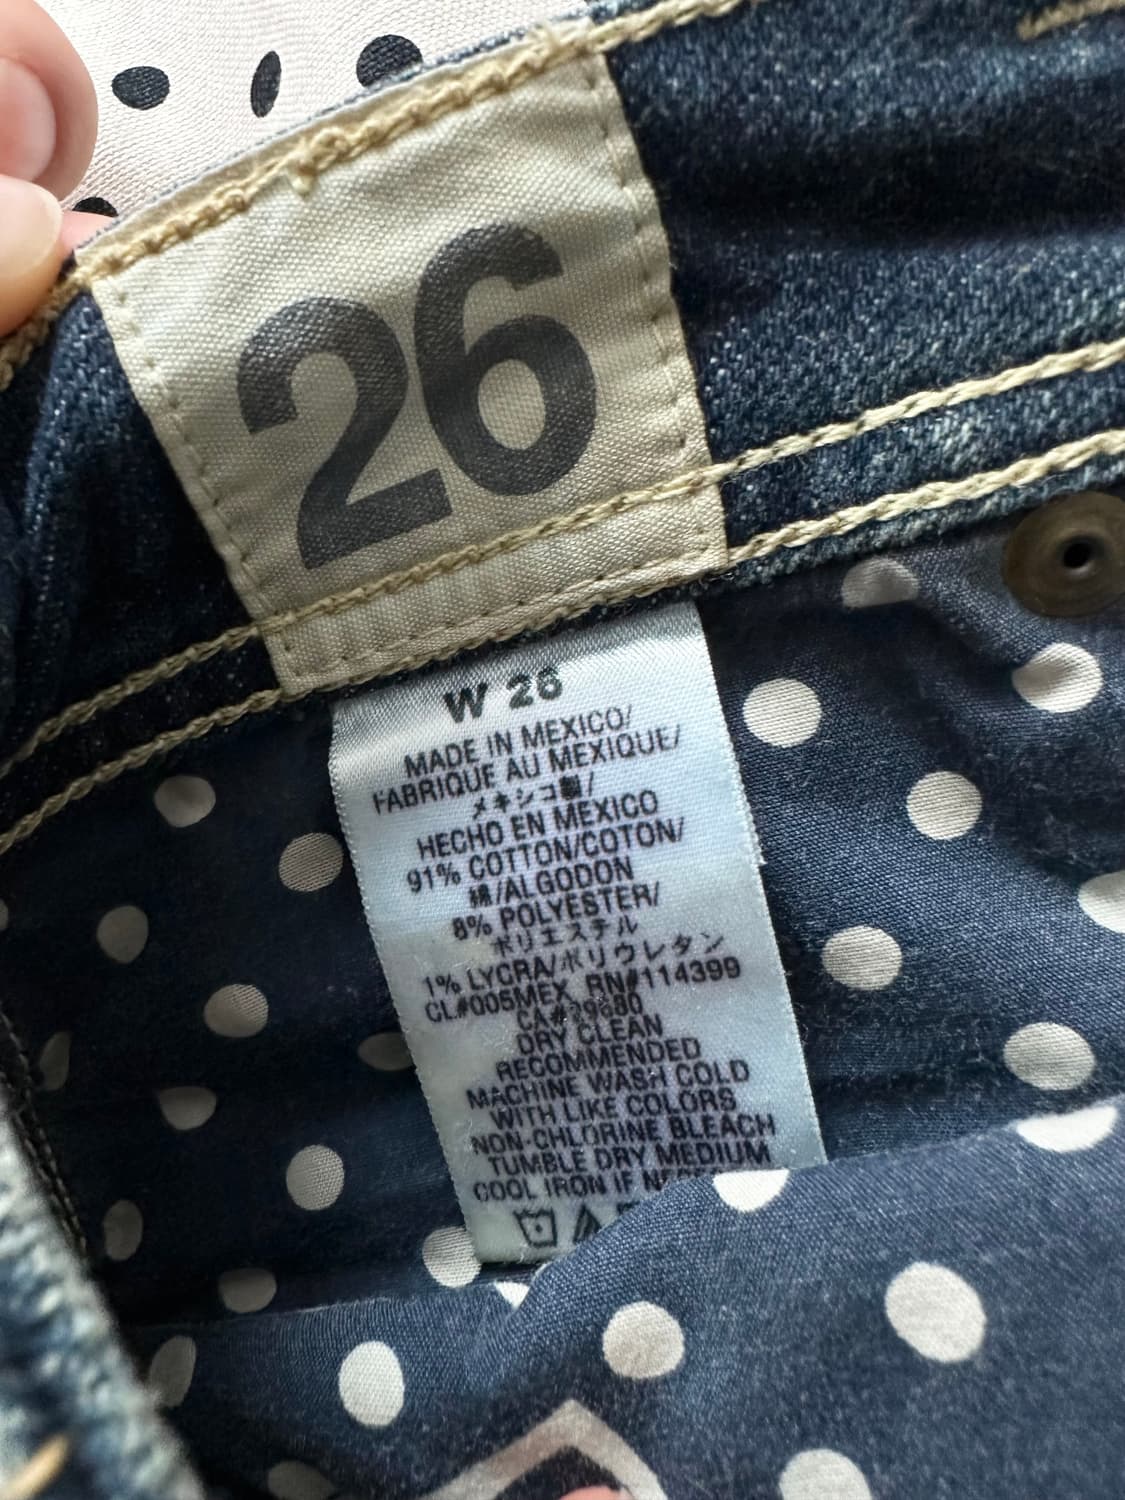 26
W 26
MADE IN MEXICO/
FABRIQUE AU MEXIQUE/
メキシコ製/
HECHO EN MEXICO
91% COTTON/COTON/
綿/ALGODON
8% POLYESTER/
ポリエステル
1% LYCRA/ポリウレタン
CL#005MEX RN#114399
CA#29680
DRY CLEAN
RECOMMENDED
MACHINE WASH COLD
WITH LIKE COLORS
NON-CHLORINE BLEACH
TUMBLE DRY MEDIUM
COOL IRON IF